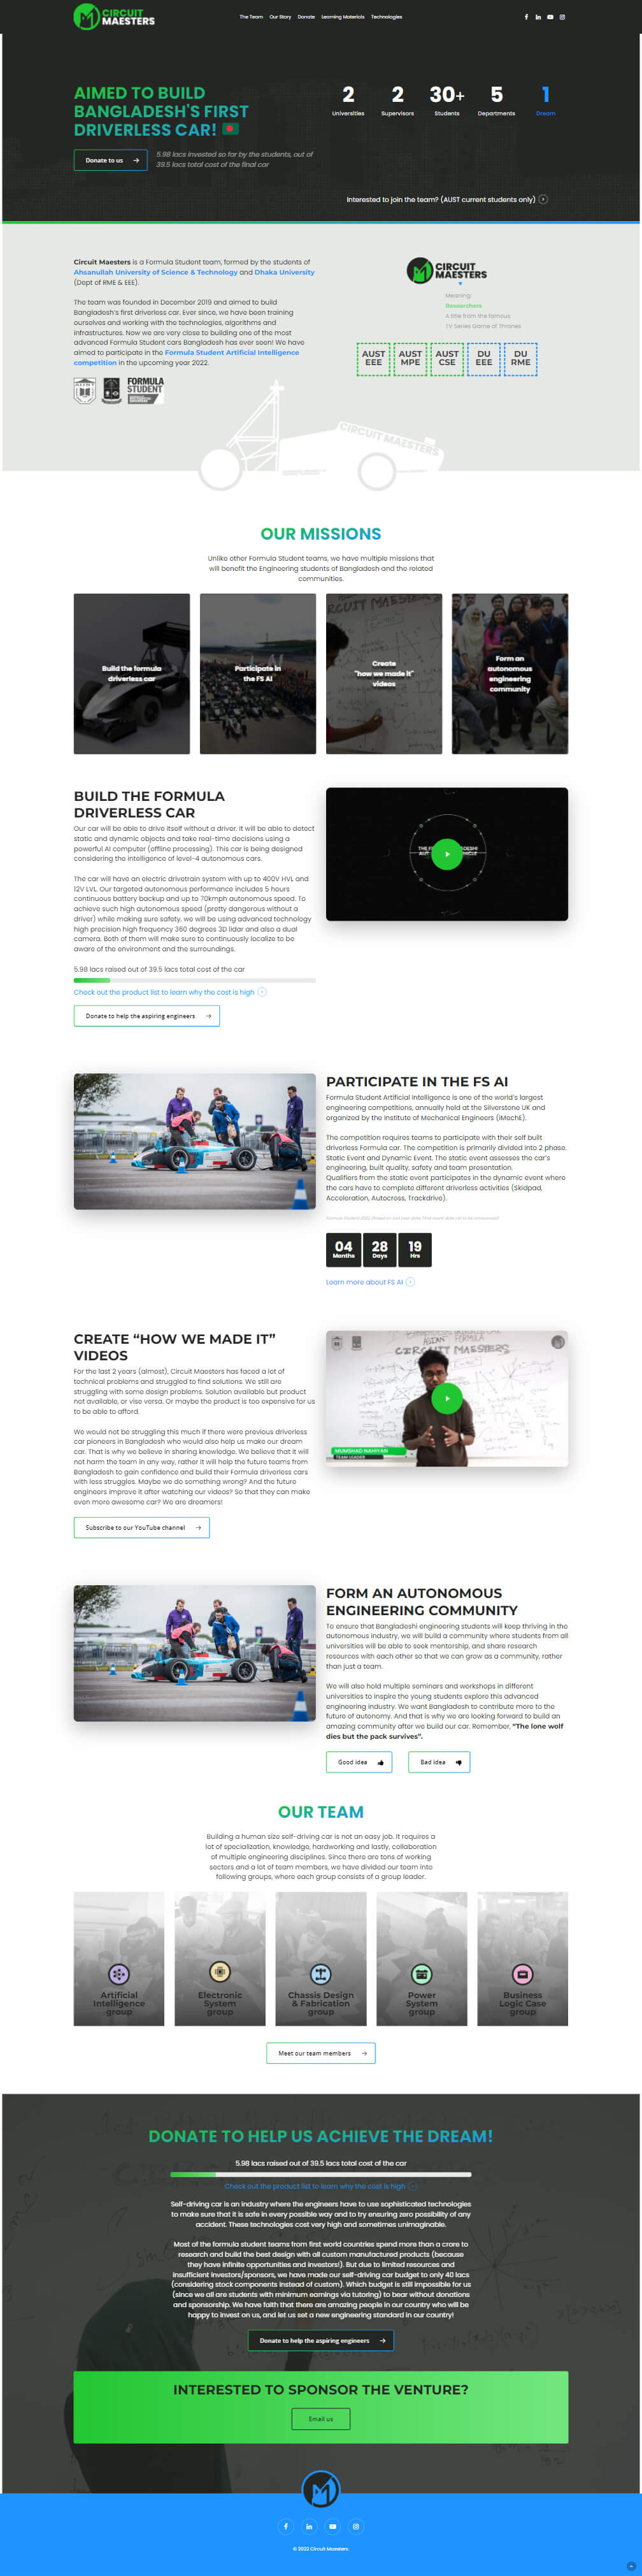 CIRCUIT
MAESTERS
The Team Our Story Donate Learning Materials Technologies
AIMED TO BUILD
BANGLADESH'S FIRST
DRIVERLESS CAR!
Donate to us
5.98 lacs invested so far by the students, out of
39.5 lacs total cost of the final car
2 2 30+ 5 1
Universities Supervisors Students Departments Dream
Interested to join the team? (AUST current students only)
Circuit Maesters is a Formula Student team, formed by the students of
Ahsanullah University of Science & Technology and Dhaka University
(Dept of RME & EEE).
The team was founded in December 2019 and aimed to build
Bangladesh's first driverless car. Ever since, we have been training
ourselves and working with the technologies, algorithms and
infrastructures. Now we are very close to building one of the most
advanced Formula Student cars Bangladesh has ever seen! We have
aimed to participate in the Formula Student Artificial Intelligence
competition in the upcoming year 2022.
FORMULA
STUDENT
CIRCUIT
MAESTERS
Meaning:
Researchers
A title from the famous
TV Series Game of Thrones
AUST
EEE
AUST
MPE
AUST
CSE
DU
EEE
DU
RME
CIRCUIT MAESTERS
OUR MISSIONS
Unlike other Formula Student teams, we have multiple missions that
will benefit the Engineering students of Bangladesh and the related
communities.
Build the formula
driverless car
Participate in
the FS AI
Create
"how we made it"
videos
Form an
autonomous
engineering
community
BUILD THE FORMULA
DRIVERLESS CAR
Our car will be able to drive itself without a driver. It will be able to detect
static and dynamic objects and take real-time decisions using a
powerful AI computer (offline processing). This car is being designed
considering the intelligence of level-4 autonomous cars.
The car will have an electric drivetrain system with up to 400V HVL and
12V LVL. Our targeted autonomous performance includes 5 hours
continuous battery backup and up to 70kmph autonomous speed. To
achieve such high autonomous speed (pretty dangerous without a
driver) while making sure safety, we will be using advanced technology
high precision high frequency 360 degrees 3D lidar and also a dual
camera. Both of them will make sure to continuously localize to be
aware of the environment and the surroundings.
5.98 lacs raised out of 39.5 lacs total cost of the car
Check out the product list to learn why the cost is high
Donate to help the aspiring engineers
PARTICIPATE IN THE FS AI
Formula Student Artificial Intelligence is one of the world's largest
engineering competitions, annually held at the Silverstone UK and
organized by the Institute of Mechanical Engineers (iMechE).
The competition requires teams to participate with their self built
driverless Formula car. The competition is primarily divided into 2 phase.
Static Event and Dynamic Event. The static event assesses the car's
engineering, built quality, safety and team presentation.
Qualifiers from the static event participates in the dynamic event where
the cars have to complete different driverless activities (Skidpad,
Acceleration, Autocross, Trackdrive).
04 28 19
Months Days Hrs
Learn more about FS AI
CREATE “HOW WE MADE IT”
VIDEOS
For the last 2 years (almost), Circuit Maesters has faced a lot of
technical problems and struggled to find solutions. We still are
struggling with some design problems. Solution available but product
not available, or vise versa. Or maybe the product is too expensive for us
to be able to afford.
We would not be struggling this much if there were previous driverless
car pioneers in Bangladesh who would also help us make our dream
car. That is why we believe in sharing knowledge. We believe that it will
not harm the team in any way, rather it will help the future teams from
Bangladesh to gain confidence and build their Formula driverless cars
with less struggles. Maybe we do something wrong? And the future
engineers improve it after watching our videos? So that they can make
even more awesome car? We are dreamers!
Subscribe to our YouTube channel
CIRCUIT MAESTERS
MUMSHAD NAHIYAN
TEAM LEADER
FORM AN AUTONOMOUS
ENGINEERING COMMUNITY
To ensure that Bangladeshi engineering students will keep thriving in the
autonomous industry, we will build a community where students from all
universities will be able to seek mentorship, and share research
resources with each other so that we can grow as a community, rather
than just a team.
We will also hold multiple seminars and workshops in different
universities to inspire the young students explore this advanced
engineering industry. We want Bangladesh to contribute more to the
future of autonomy. And that is why we are looking forward to build an
amazing community after we build our car. Remember, "The lone wolf
dies but the pack survives".
Good idea Bad idea
OUR TEAM
Building a human size self-driving car is not an easy job. It requires a
lot of specialization, knowledge, hardworking and lastly, collaboration
of multiple engineering disciplines. Since there are tons of working
sectors and a lot of team members, we have divided our team into
following groups, where each group consists of a group leader.
Artificial
Intelligence
group
Electronic
System
group
Chassis Design
& Fabrication
group
Power
System
group
Business
Logic Case
group
Meet our team members
DONATE TO HELP US ACHIEVE THE DREAM!
5.98 lacs raised out of 39.5 lacs total cost of the car
Check out the product list to learn why the cost is high
Self-driving car is an industry where the engineers have to use sophisticated technologies
to make sure that it is safe in every possible way and to try ensuring zero possibility of any
accident. These technologies cost very high and sometimes unimaginable.
Most of the formula student teams from first world countries spend more than a crore to
research and build the best design with all custom manufactured products (because
they have infinite opportunities and investors!). But due to limited resources and
insufficient investors/sponsors, we have made our self-driving car budget to only 40 lacs
(considering stock components instead of custom). Which budget is still impossible for us
(since we all are students with minimum earnings via tutoring) to bear without donations
and sponsorship. We have faith that there are amazing people in our country who will be
happy to invest on us, and let us set a new engineering standard in our country!
Donate to help the aspiring engineers
INTERESTED TO SPONSOR THE VENTURE?
Email us
© 2022 Circuit Maesters.